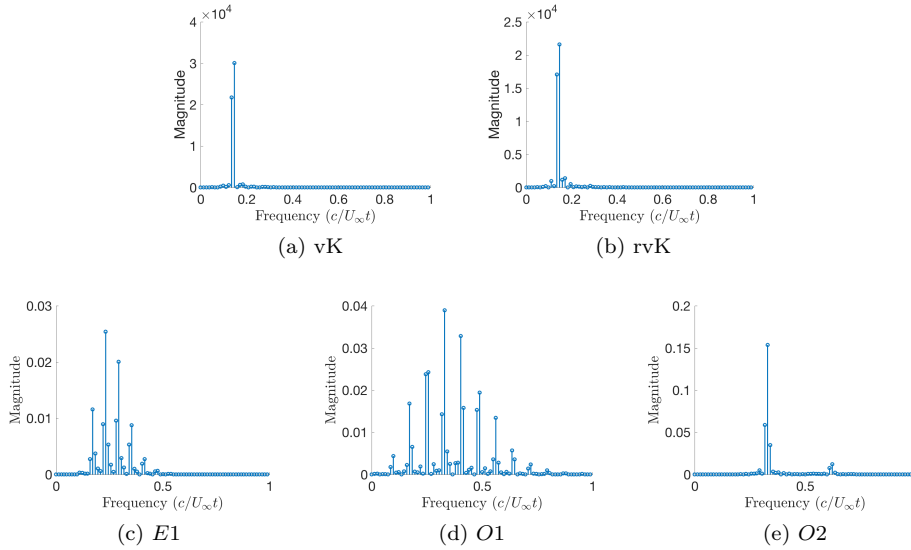 ×10⁴
4
3
2
1
0
Magnitude
0 0.2 0.4 0.6 0.8 1
Frequency (c/U∞t)
(a) vK
×10⁴
2.5
2
1.5
1
0.5
0
Magnitude
0 0.2 0.4 0.6 0.8 1
Frequency (c/U∞t)
(b) rvK
0.03
0.02
0.01
0
Magnitude
0 0.5 1
Frequency (c/U∞t)
(c) E1
0.04
0.03
0.02
0.01
0
Magnitude
0 0.5 1
Frequency (c/U∞t)
(d) O1
0.2
0.15
0.1
0.05
0
Magnitude
0.5
Frequency (c/U∞t)
(e) O2